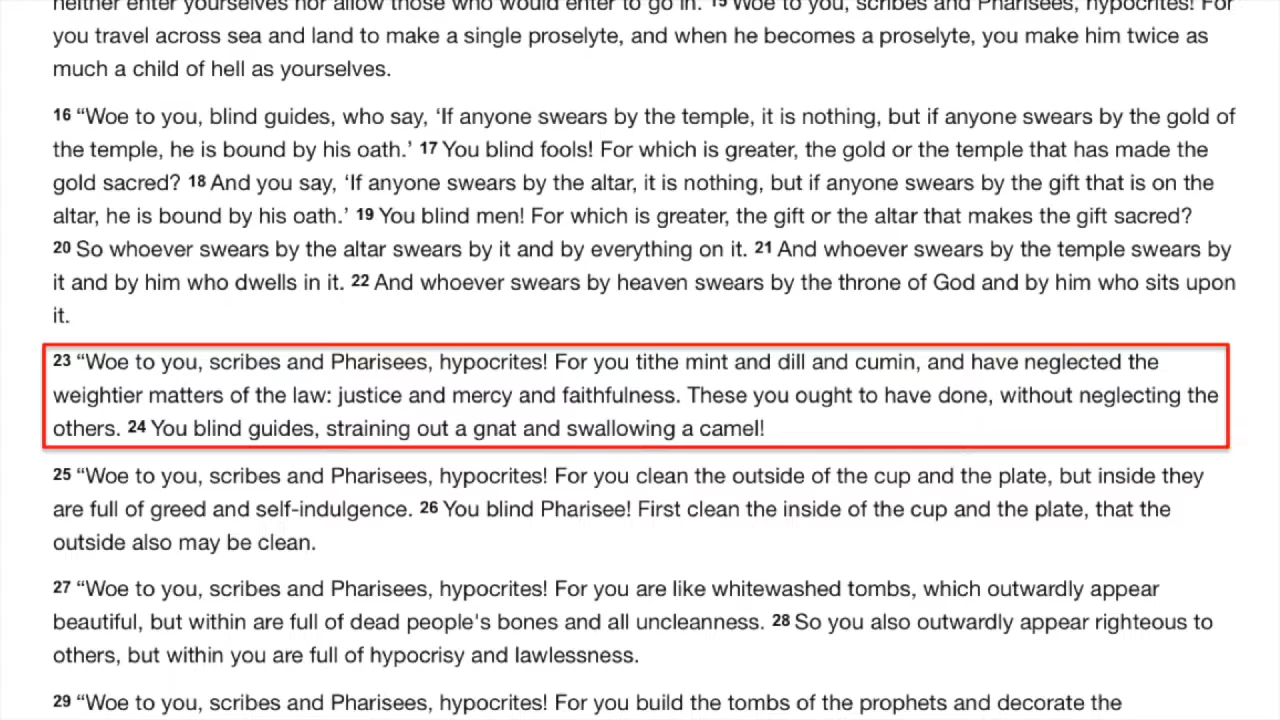 neither enter yourselves nor allow those who would enter to go in. 15 Woe to you, scribes and Pharisees, hypocrites! For
you travel across sea and land to make a single proselyte, and when he becomes a proselyte, you make him twice as
much a child of hell as yourselves.
16 “Woe to you, blind guides, who say, ‘If anyone swears by the temple, it is nothing, but if anyone swears by the gold of
the temple, he is bound by his oath.’ 17 You blind fools! For which is greater, the gold or the temple that has made the
gold sacred? 18 And you say, ‘If anyone swears by the altar, it is nothing, but if anyone swears by the gift that is on the
altar, he is bound by his oath.’ 19 You blind men! For which is greater, the gift or the altar that makes the gift sacred?
20 So whoever swears by the altar swears by it and by everything on it. 21 And whoever swears by the temple swears by
it and by him who dwells in it. 22 And whoever swears by heaven swears by the throne of God and by him who sits upon
it.
23 “Woe to you, scribes and Pharisees, hypocrites! For you tithe mint and dill and cumin, and have neglected the
weightier matters of the law: justice and mercy and faithfulness. These you ought to have done, without neglecting the
others. 24 You blind guides, straining out a gnat and swallowing a camel!
25 “Woe to you, scribes and Pharisees, hypocrites! For you clean the outside of the cup and the plate, but inside they
are full of greed and self-indulgence. 26 You blind Pharisee! First clean the inside of the cup and the plate, that the
outside also may be clean.
27 “Woe to you, scribes and Pharisees, hypocrites! For you are like whitewashed tombs, which outwardly appear
beautiful, but within are full of dead people's bones and all uncleanness. 28 So you also outwardly appear righteous to
others, but within you are full of hypocrisy and lawlessness.
29 “Woe to you, scribes and Pharisees, hypocrites! For you build the tombs of the prophets and decorate the